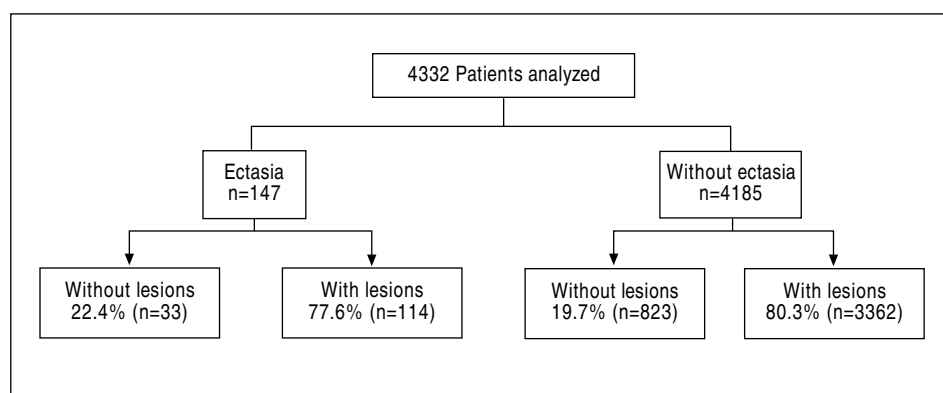 4332 Patients analyzed
Ectasia
n=147
Without ectasia
n=4185
Without lesions
22.4% (n=33)
With lesions
77.6% (n=114)
Without lesions
19.7% (n=823)
With lesions
80.3% (n=3362)